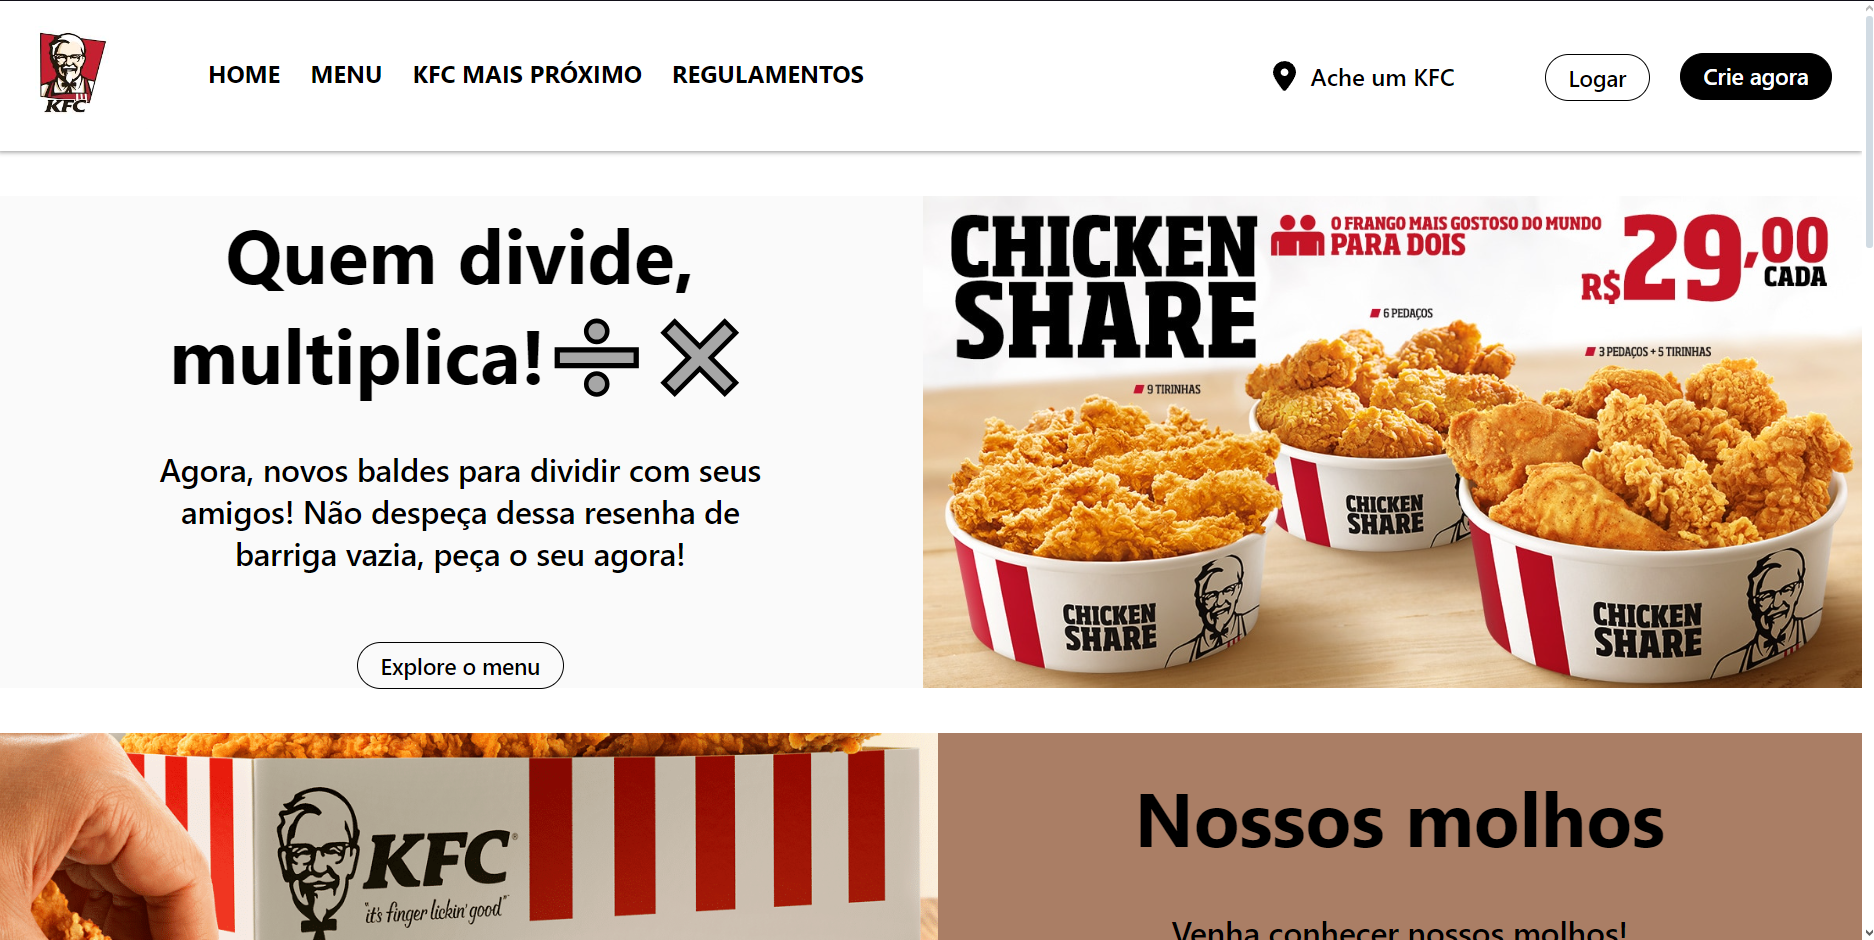 KFC
HOME MENU KFC MAIS PRÓXIMO REGULAMENTOS
Ache um KFC
Logar
Crie agora
Quem divide,
multiplica!➗✖
Agora, novos baldes para dividir com seus
amigos! Não despeça dessa resenha de
barriga vazia, peça o seu agora!
Explore o menu
CHICKEN
SHARE
O FRANGO MAIS GOSTOSO DO MUNDO
PARA DOIS
R$29,00
CADA
6 PEDAÇOS
3 PEDAÇOS + 5 TIRINHAS
9 TIRINHAS
CHICKEN
SHARE
CHICKEN
SHARE
CHICKEN
SHARE
KFC®
"it's finger lickin' good"
Nossos molhos
Venha conhecer nossos molhos!